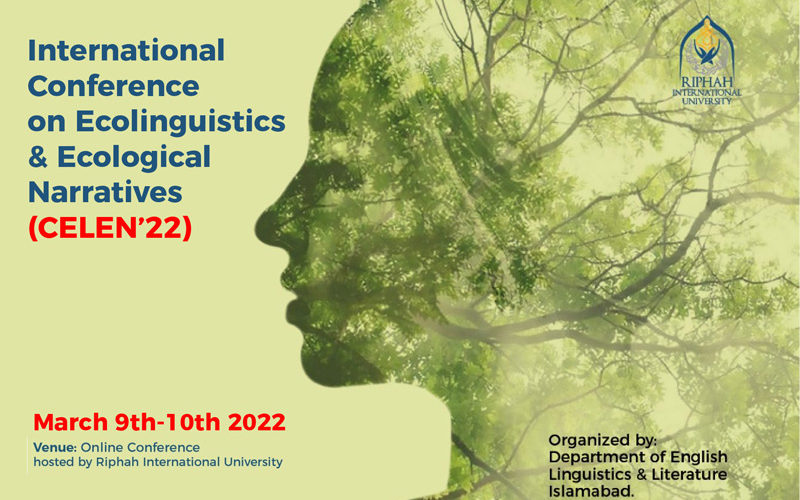 International
Conference
on Ecolinguistics
& Ecological
Narratives
(CELEN’22)
RIPHAH
INTERNATIONAL
UNIVERSITY
March 9th-10th 2022
Venue: Online Conference
hosted by Riphah International University
Organized by:
Department of English
Linguistics & Literature
Islamabad.